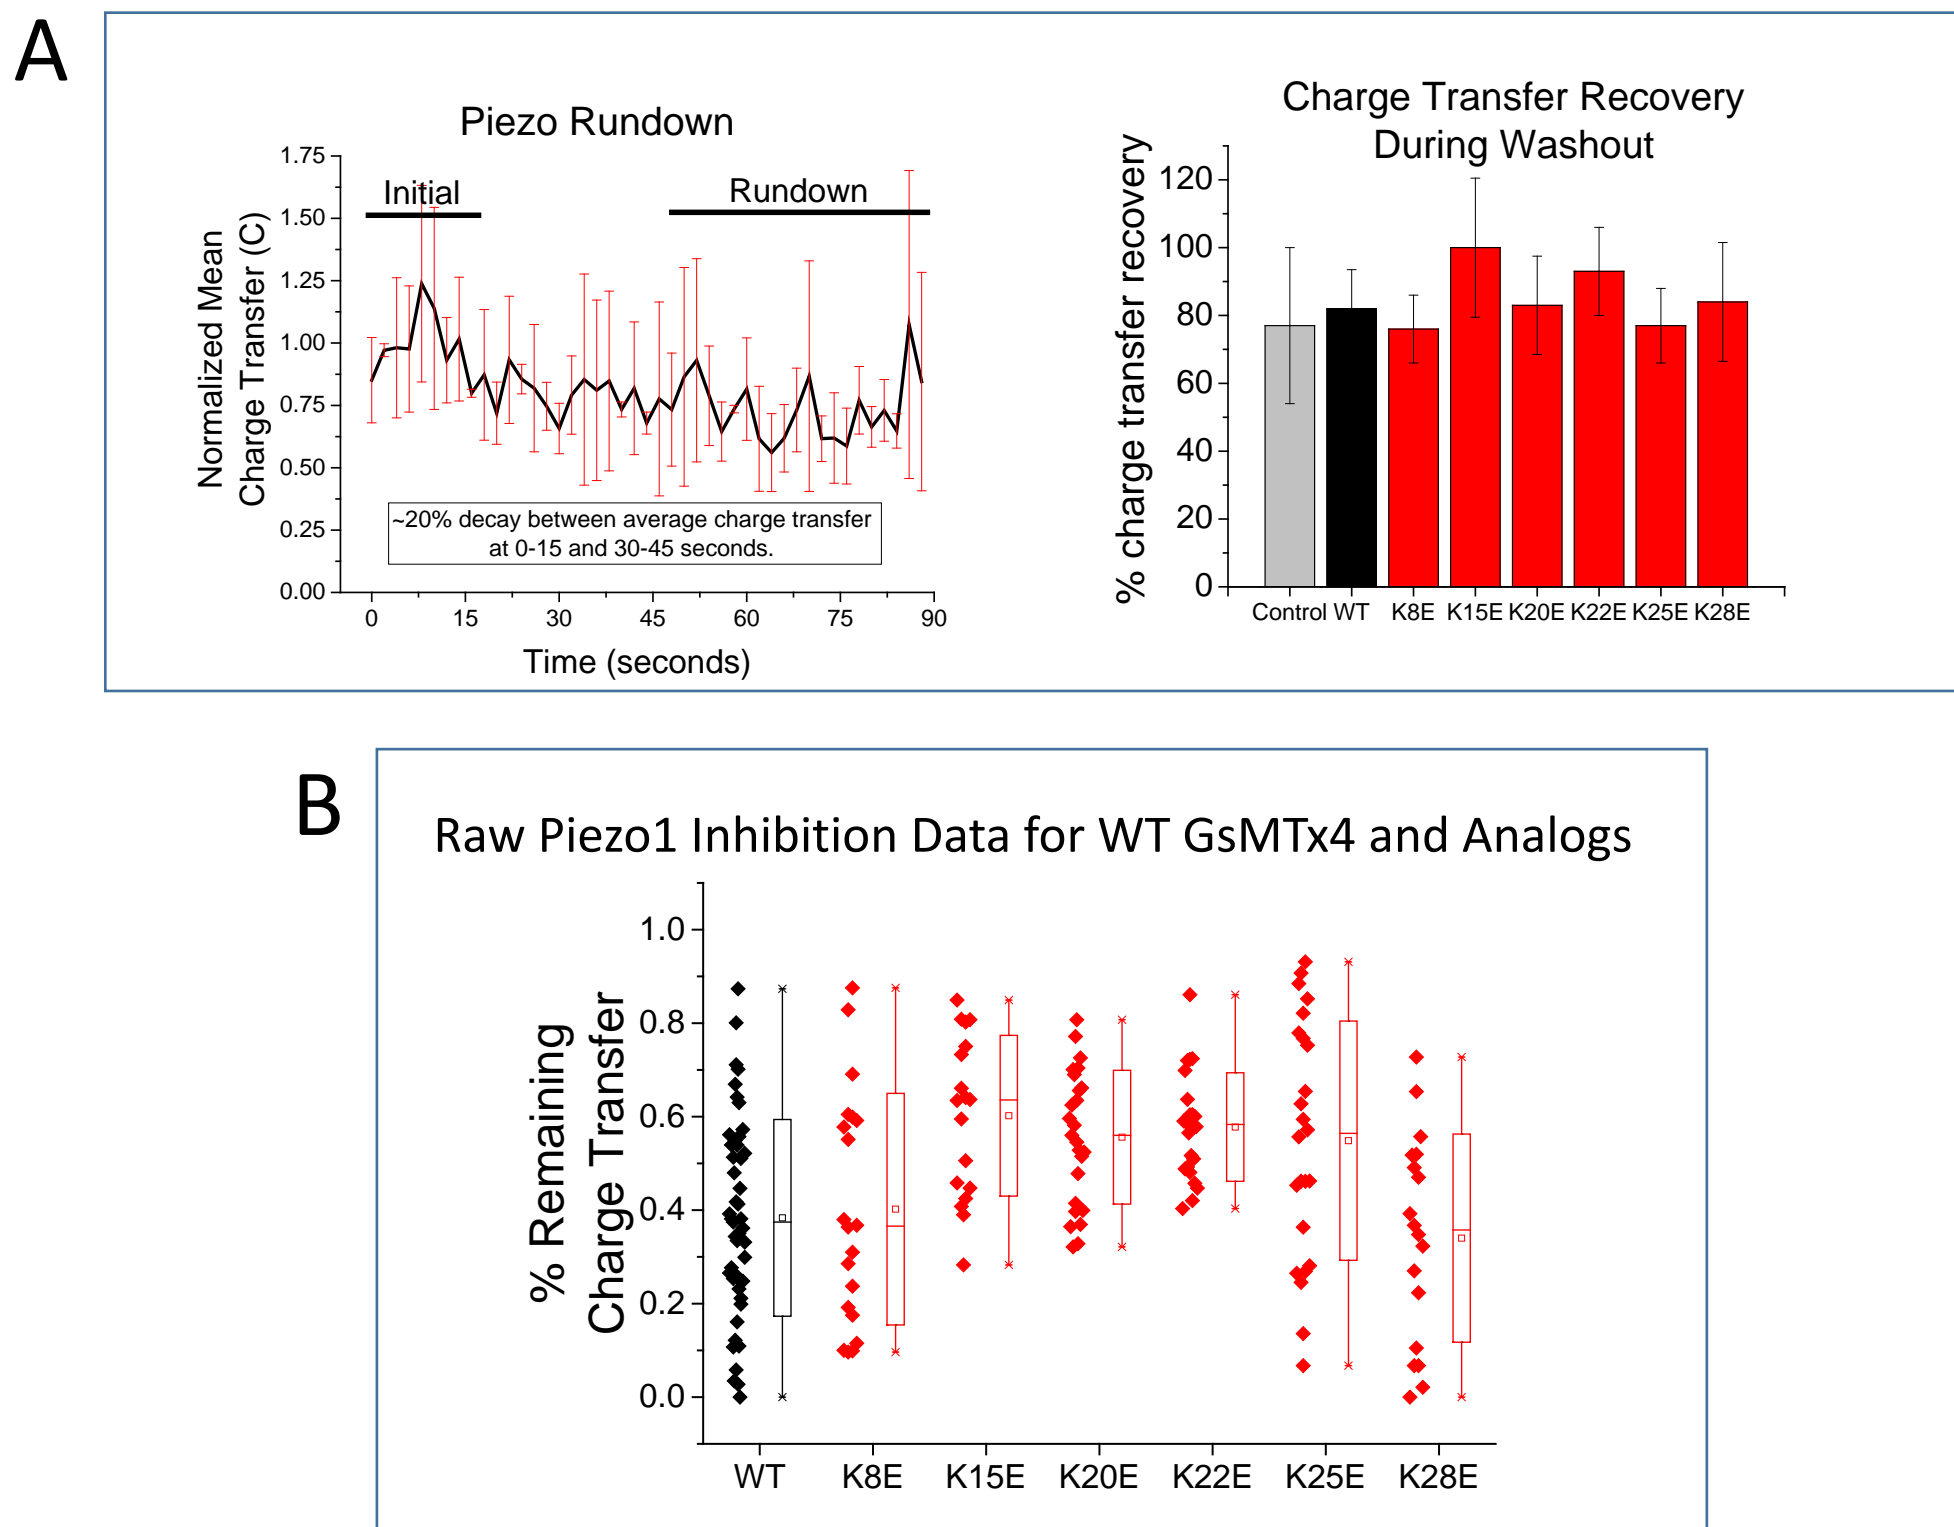 A
Piezo Rundown
Normalized Mean
Charge Transfer (C)
1.75
1.50
1.25
1.00
0.75
0.50
0.25
0.00
Initial
Rundown
~20% decay between average charge transfer
at 0-15 and 30-45 seconds.
0 15 30 45 60 75 90
Time (seconds)
Charge Transfer Recovery
During Washout
% charge transfer recovery
120
100
80
60
40
20
0
Control WT K8E K15E K20E K22E K25E K28E
B
Raw Piezo1 Inhibition Data for WT GsMTx4 and Analogs
% Remaining
Charge Transfer
1.0
0.8
0.6
0.4
0.2
0.0
WT K8E K15E K20E K22E K25E K28E